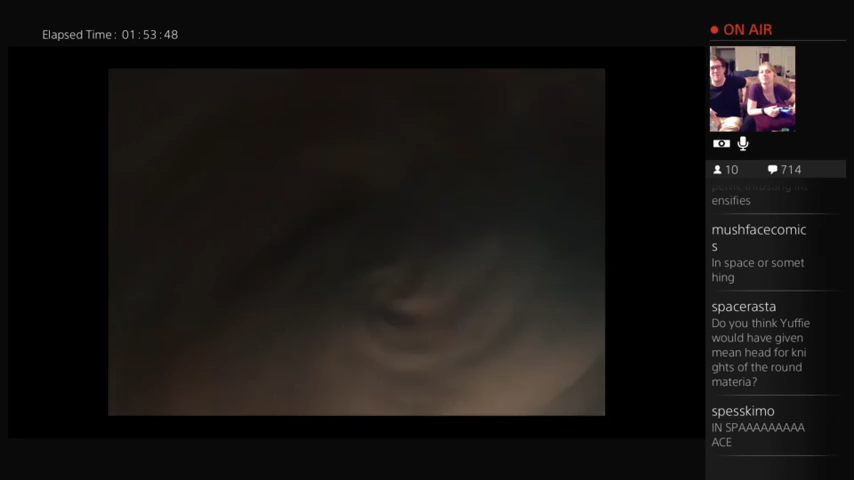 Elapsed Time: 01:53:48
ON AIR
10 714
ensifies
mushfacecomic
s
In space or somet
hing
spacerasta
Do you think Yuffie
would have given
mean head for kni
ghts of the round
materia?
spesskimo
IN SPAAAAAAAAA
ACE